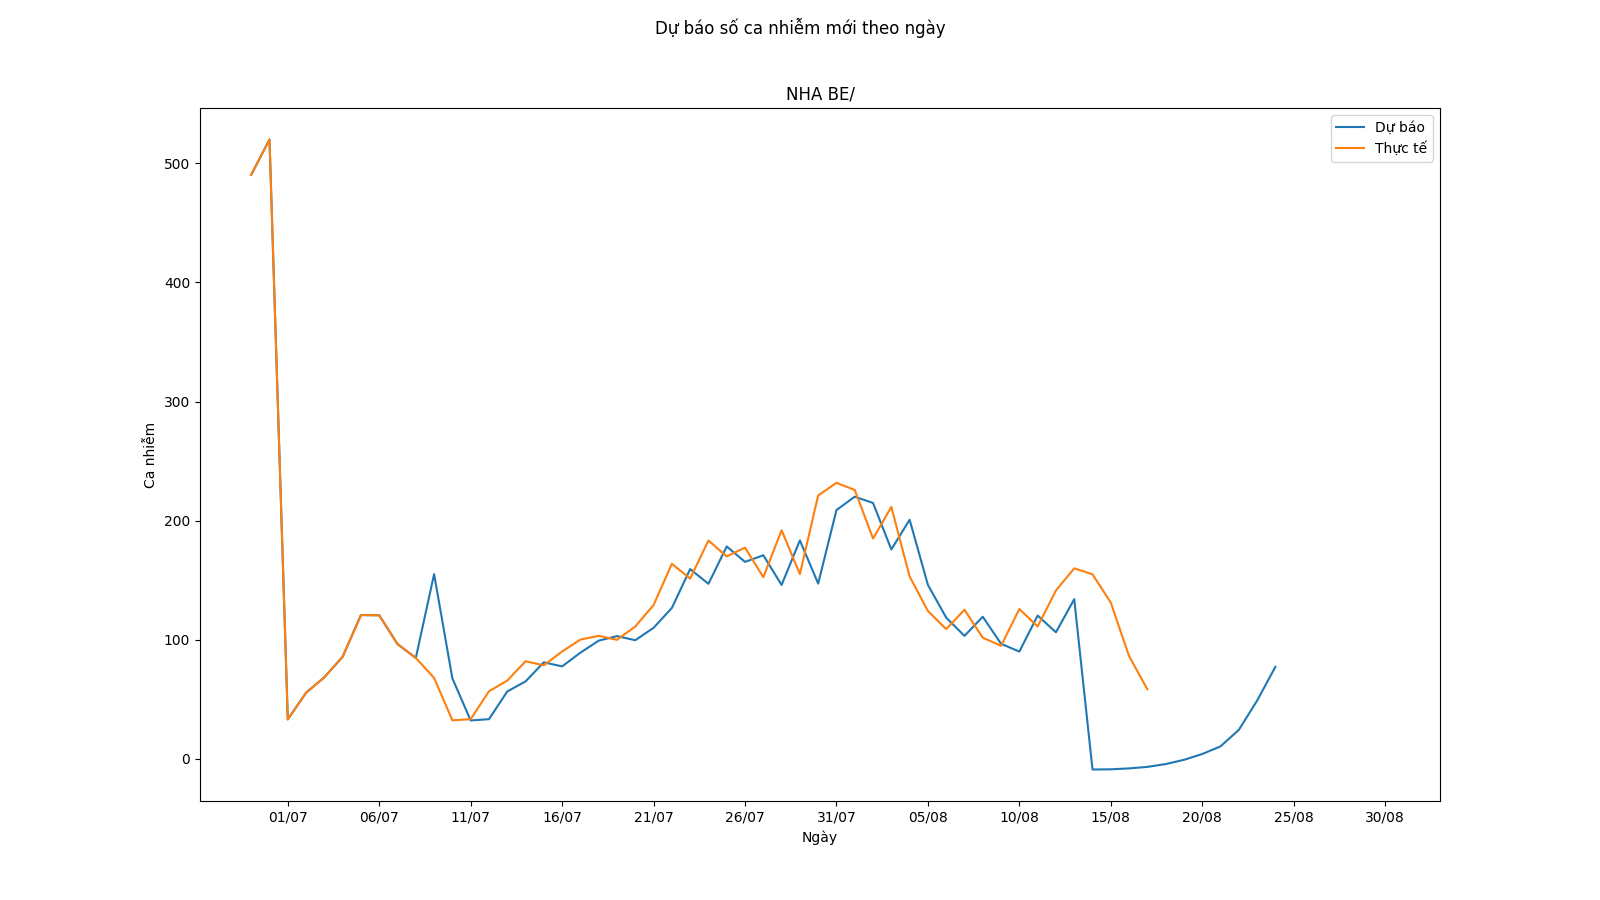 Dự báo số ca nhiễm mới theo ngày
NHA BE/
Dự báo
Thực tế
500
400
300
200
100
0
Ca nhiễm
01/07 06/07 11/07 16/07 21/07 26/07 31/07 05/08 10/08 15/08 20/08 25/08 30/08
Ngày